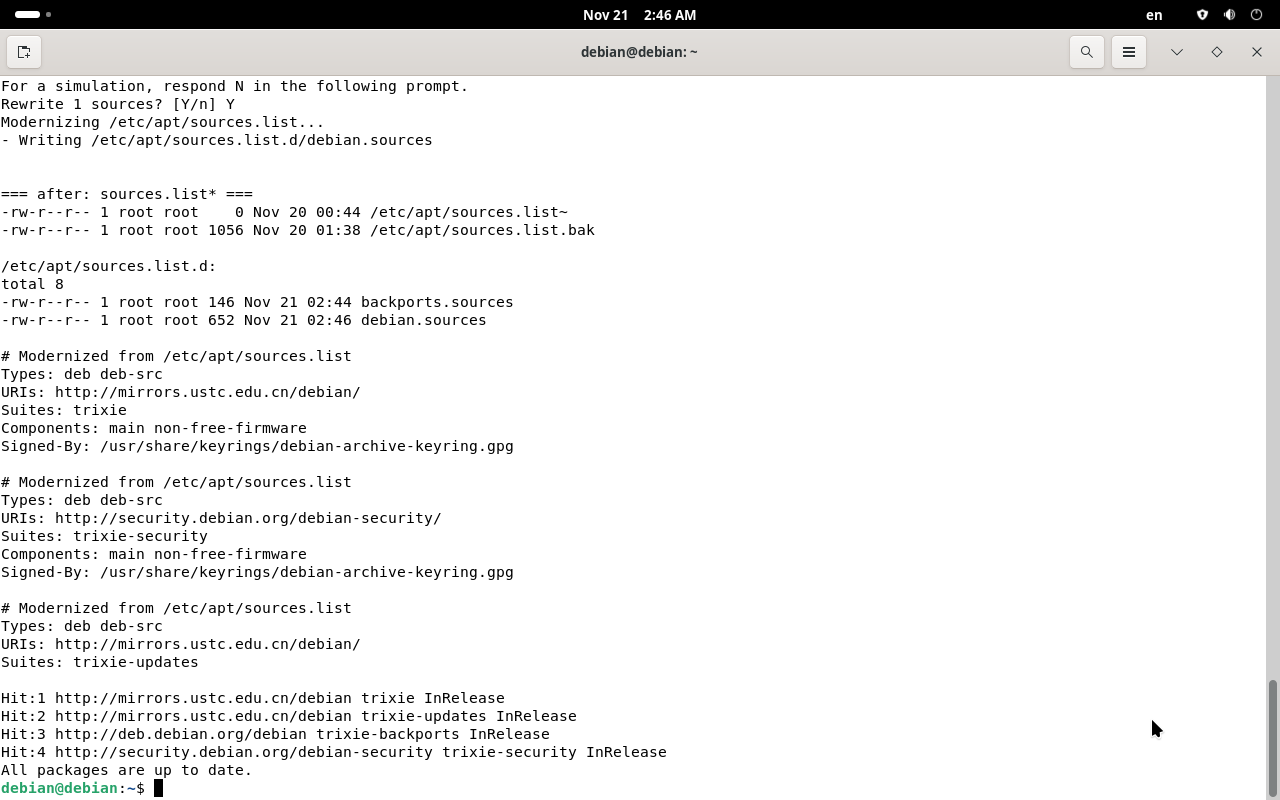 Nov 21 2:46 AM
en
debian@debian: ~
For a simulation, respond N in the following prompt.
Rewrite 1 sources? [Y/n] Y
Modernizing /etc/apt/sources.list...
- Writing /etc/apt/sources.list.d/debian.sources
=== after: sources.list* ===
-rw-r--r-- 1 root root    0 Nov 20 00:44 /etc/apt/sources.list~
-rw-r--r-- 1 root root 1056 Nov 20 01:38 /etc/apt/sources.list.bak
/etc/apt/sources.list.d:
total 8
-rw-r--r-- 1 root root 146 Nov 21 02:44 backports.sources
-rw-r--r-- 1 root root 652 Nov 21 02:46 debian.sources
# Modernized from /etc/apt/sources.list
Types: deb deb-src
URIs: http://mirrors.ustc.edu.cn/debian/
Suites: trixie
Components: main non-free-firmware
Signed-By: /usr/share/keyrings/debian-archive-keyring.gpg
# Modernized from /etc/apt/sources.list
Types: deb deb-src
URIs: http://security.debian.org/debian-security/
Suites: trixie-security
Components: main non-free-firmware
Signed-By: /usr/share/keyrings/debian-archive-keyring.gpg
# Modernized from /etc/apt/sources.list
Types: deb deb-src
URIs: http://mirrors.ustc.edu.cn/debian/
Suites: trixie-updates
Hit:1 http://mirrors.ustc.edu.cn/debian trixie InRelease
Hit:2 http://mirrors.ustc.edu.cn/debian trixie-updates InRelease
Hit:3 http://deb.debian.org/debian trixie-backports InRelease
Hit:4 http://security.debian.org/debian-security trixie-security InRelease
All packages are up to date.
debian@debian:~$